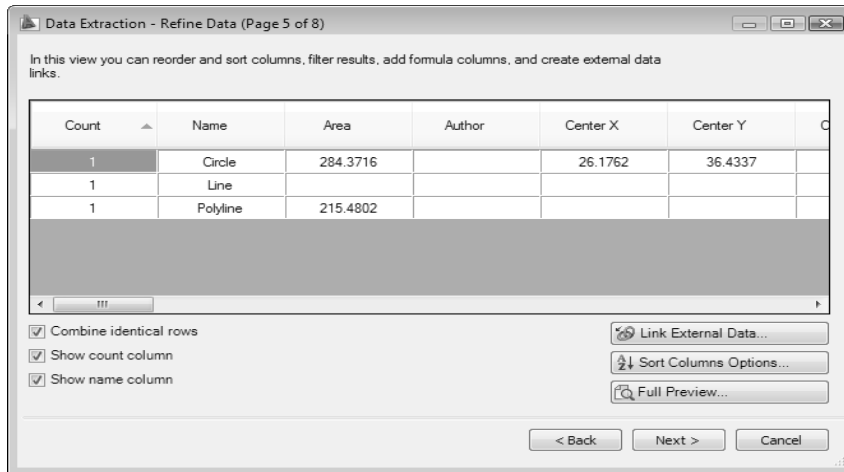 Data Extraction - Refine Data (Page 5 of 8)
In this view you can reorder and sort columns, filter results, add formula columns, and create external data
links.
Count Name Area Author Center X Center Y C
1 Circle 284.3716 26.1762 36.4337
1 Line
1 Polyline 215.4802
Combine identical rows
Show count column
Show name column
Link External Data...
Sort Columns Options...
Full Preview...
< Back Next > Cancel